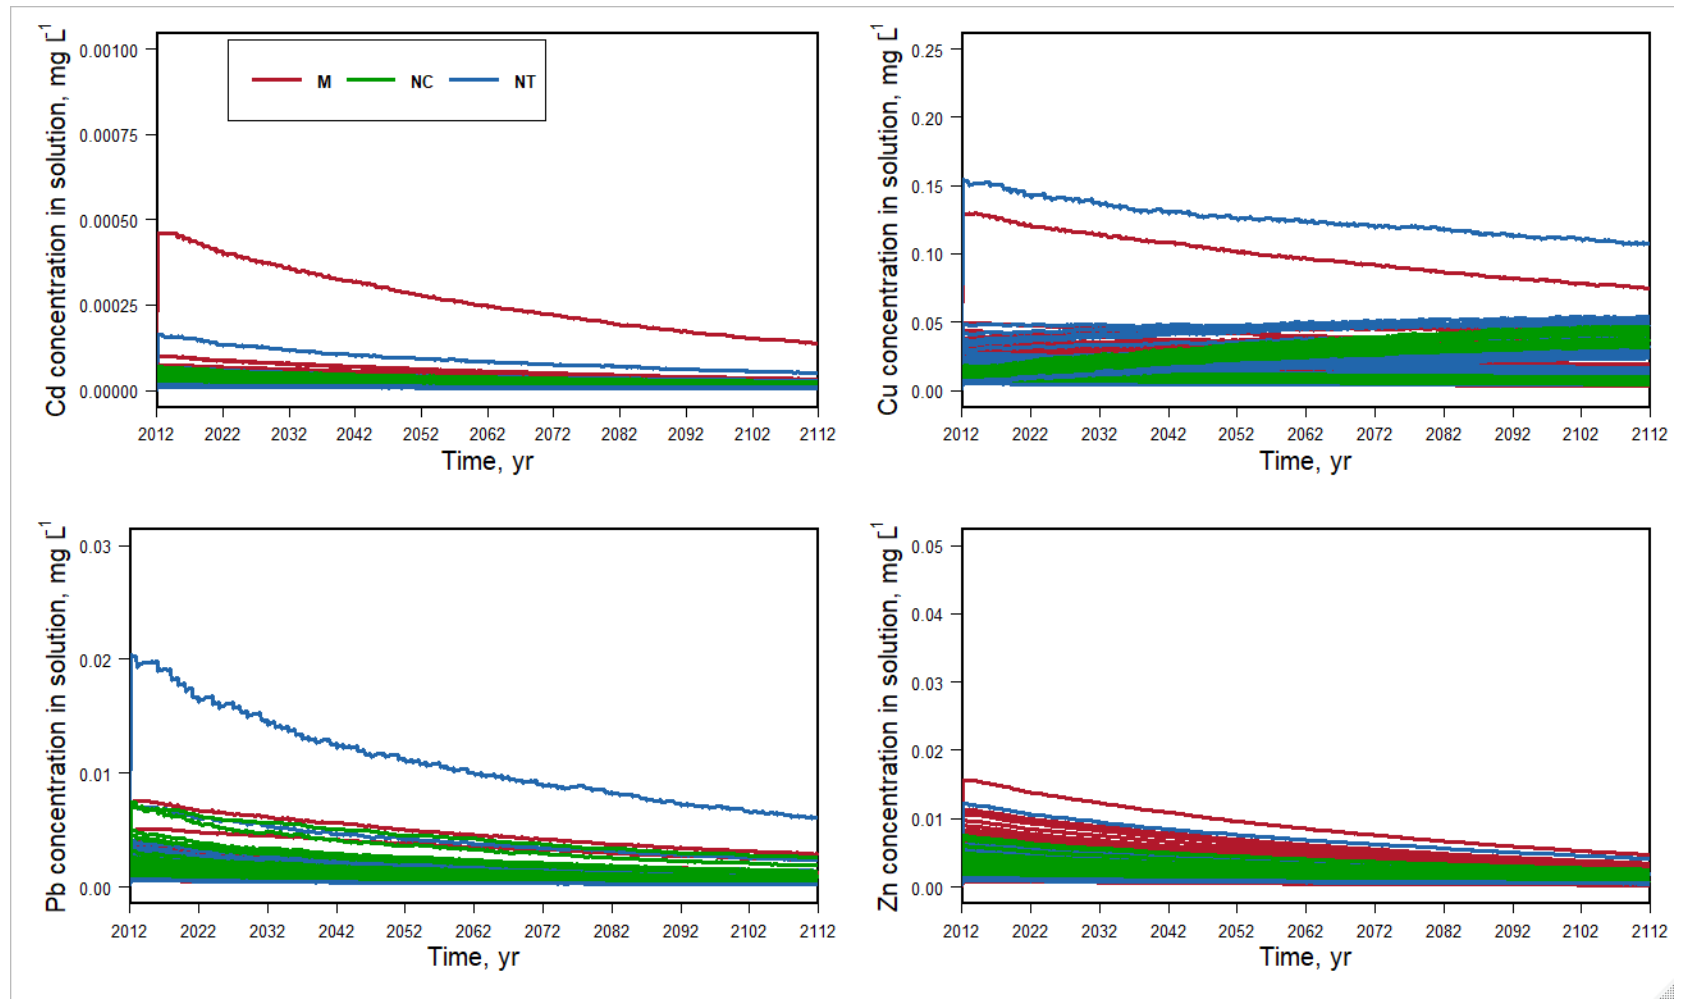 Cd concentration in solution, mg L⁻¹
0.00100
0.00075
0.00050
0.00025
0.00000
M NC NT
2012 2022 2032 2042 2052 2062 2072 2082 2092 2102 2112
Time, yr
Cu concentration in solution, mg L⁻¹
0.25
0.20
0.15
0.10
0.05
0.00
2012 2022 2032 2042 2052 2062 2072 2082 2092 2102 2112
Time, yr
Pb concentration in solution, mg L⁻¹
0.03
0.02
0.01
0.00
2012 2022 2032 2042 2052 2062 2072 2082 2092 2102 2112
Time, yr
Zn concentration in solution, mg L⁻¹
0.05
0.04
0.03
0.02
0.01
0.00
2012 2022 2032 2042 2052 2062 2072 2082 2092 2102 2112
Time, yr